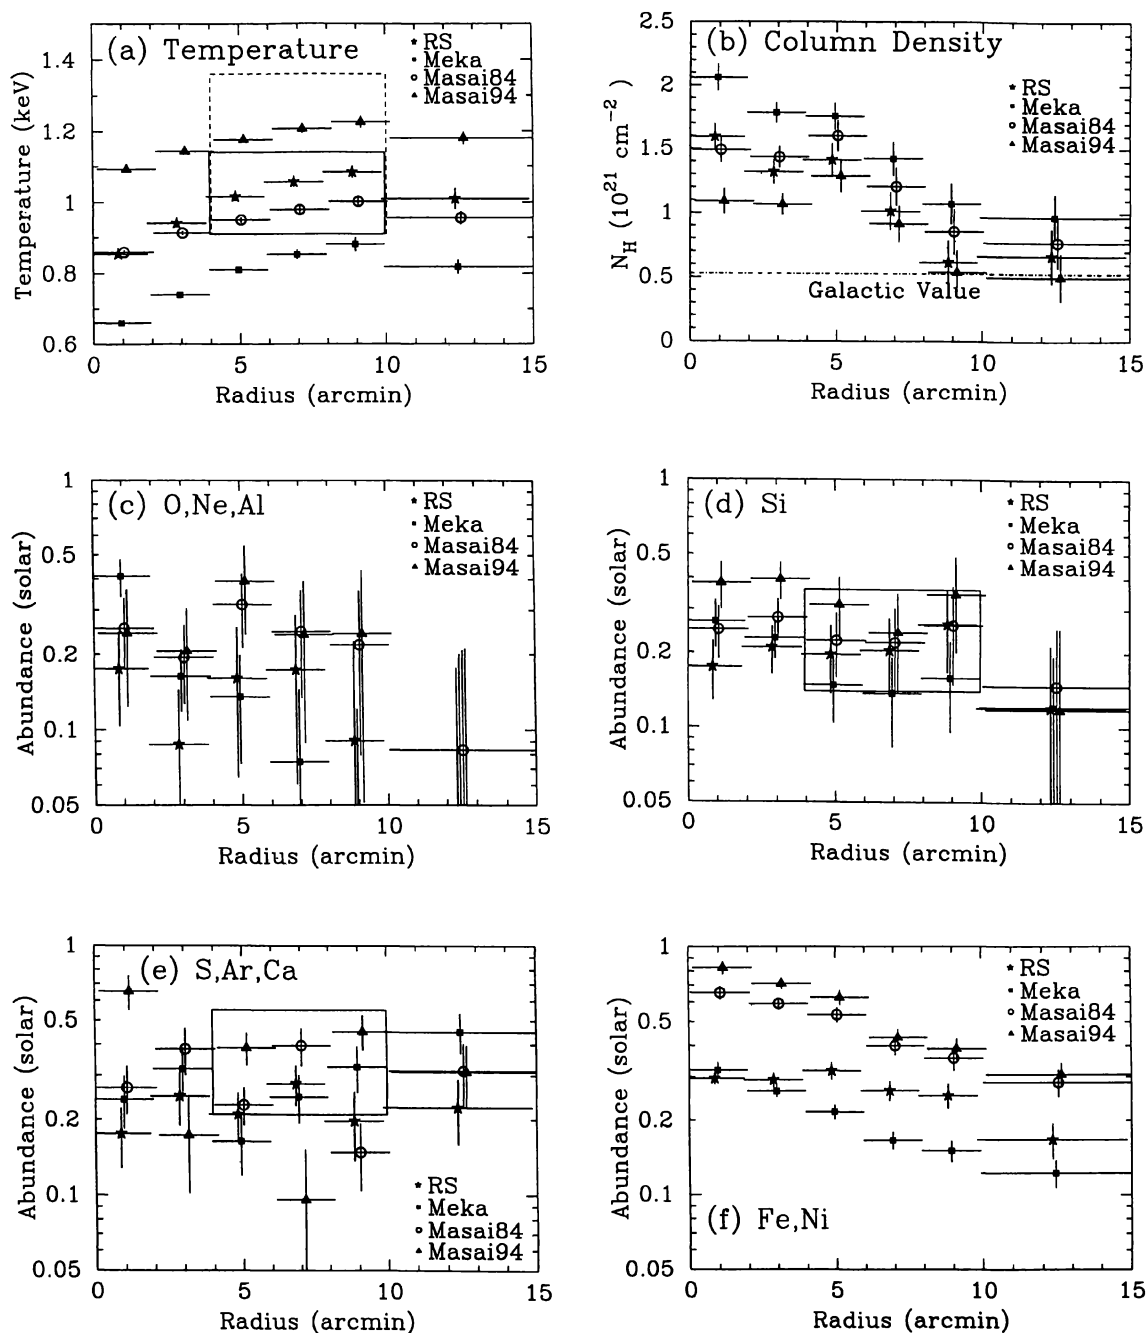 (a) Temperature
RS
Meka
Masai84
Masai94
Temperature (keV)
1.4
1.2
1
0.8
0.6
0 5 10 15
Radius (arcmin)
(b) Column Density
RS
Meka
Masai84
Masai94
N_H (10^21 cm^-2)
2.5
2
1.5
1
0.5
0
Galactic Value
0 5 10 15
Radius (arcmin)
(c) O,Ne,Al
RS
Meka
Masai84
Masai94
Abundance (solar)
1
0.5
0.2
0.1
0.05
0 5 10 15
Radius (arcmin)
(d) Si
RS
Meka
Masai84
Masai94
Abundance (solar)
1
0.5
0.2
0.1
0.05
0 5 10 15
Radius (arcmin)
(e) S,Ar,Ca
RS
Meka
Masai84
Masai94
Abundance (solar)
1
0.5
0.2
0.1
0.05
0 5 10 15
Radius (arcmin)
RS
Meka
Masai84
Masai94
(f) Fe,Ni
Abundance (solar)
1
0.5
0.2
0.1
0.05
0 5 10 15
Radius (arcmin)